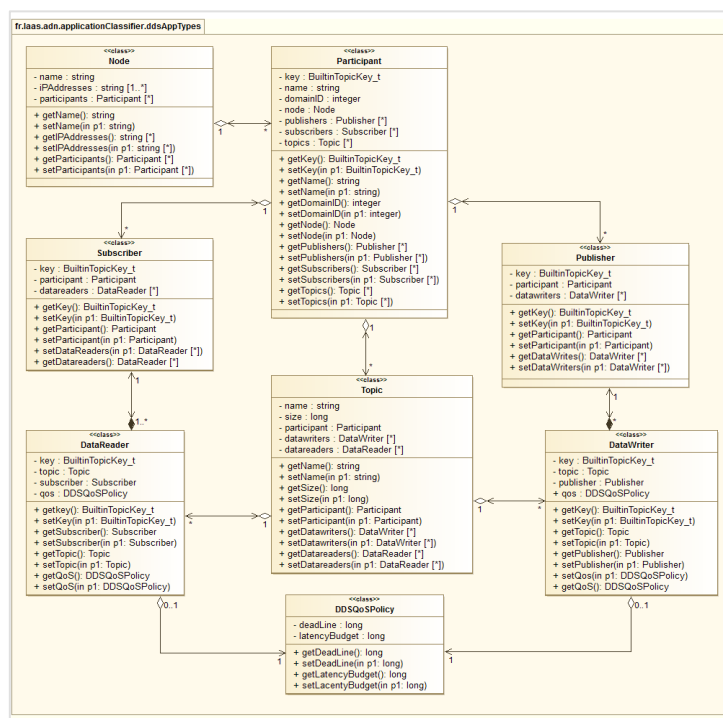 fr.laas.adn.applicationClassifier.ddsAppTypes
<<class>>
Node
- name : string
- iPAddresses : string [1..*]
- participants : Participant [*]
+ getName(): string
+ setName(in p1: string)
+ getIPAddresses(): string [*]
+ setIPAddresses(in p1: string [*])
+ getParticipants(): Participant [*]
+ setParticipants(in p1: Participant [*])
1
*
<<class>>
Participant
- key : BuiltinTopicKey_t
- name : string
- domainID : integer
- node : Node
- publishers : Publisher [*]
- subscribers : Subscriber [*]
- topics : Topic [*]
+ getKey(): BuiltinTopicKey_t
+ setKey(in p1: BuiltinTopicKey_t)
+ getName(): string
+ setName(in p1: string)
+ getDomainID(): integer
+ setDomainID(in p1: integer)
+ getNode(): Node
+ setNode(in p1: Node)
+ getPublishers(): Publisher [*]
+ setPublishers(in p1: Publisher [*])
+ getSubscribers(): Subscriber [*]
+ setSubscribers(in p1: Subscriber [*])
+ getTopics(): Topic [*]
+ setTopics(in p1: Topic [*])
1
*
1
*
<<class>>
Subscriber
- key : BuiltinTopicKey_t
- participant : Participant
- datareaders : DataReader [*]
+ getKey(): BuiltinTopicKey_t
+ setKey(in p1: BuiltinTopicKey_t)
+ getParticipant(): Participant
+ setParticipant(in p1: Participant)
+ setDataReaders(in p1: DataReader [*])
+ getDatareaders(): DataReader [*]
<<class>>
Publisher
- key : BuiltinTopicKey_t
- participant : Participant
- datawriters : DataWriter [*]
+ getKey(): BuiltinTopicKey_t
+ setKey(in p1: BuiltinTopicKey_t)
+ getParticipant(): Participant
+ setParticipant(in p1: Participant)
+ getDataWrites(): DataWriter [*]
+ setDataWriters(in p1: DataWriter [*])
1
*
1
1..*
1
*
<<class>>
Topic
- name : string
- size : long
- participant : Participant
- datawriters : DataWriter [*]
- datareaders : DataReader [*]
+ getName(): string
+ setName(in p1: string)
+ getSize(): long
+ setSize(in p1: long)
+ getParticipant(): Participant
+ setParticipant(in p1: Participant)
+ getDatawriters(): DataWriter [*]
+ setDatawriters(in p1: DataWriter [*])
+ getDatareaders(): DataReader [*]
+ setDatareaders(in p1: DataReader [*])
<<class>>
DataReader
- key : BuiltinTopicKey_t
- topic : Topic
- subscriber : Subscriber
- qos : DDSQoSPolicy
+ getkey(): BuiltinTopicKey_t
+ setKey(in p1: BuiltinTopicKey_t)
+ getSubscriber(): Subscriber
+ setSubscriber(in p1: Subscriber)
+ getTopic(): Topic
+ setTopic(in p1: Topic)
+ getQoS(): DDSQoSPolicy
+ setQoS(in p1: DDSQoSPolicy)
*
1
1
*
<<class>>
DataWriter
- key : BuiltinTopicKey_t
- topic : Topic
- publisher : Publisher
+ qos : DDSQoSPolicy
+ getKey(): BuiltinTopicKey_t
+ setKey(in p1: BuiltinTopicKey_t)
+ getTopic(): Topic
+ setTopic(in p1: Topic)
+ getPublisher(): Publisher
+ setPublisher(in p1: Publisher)
+ setQos(in p1: DDSQoSPolicy)
+ getQoS(): DDSQoSPolicy
0..1
1
0..1
1
<<class>>
DDSQoSPolicy
- deadLine : long
- latencyBudget : long
+ getDeadLine(): long
+ setDeadLine(in p1: long)
+ getLatencyBudget(): long
+ setLacentyBudget(in p1: long)